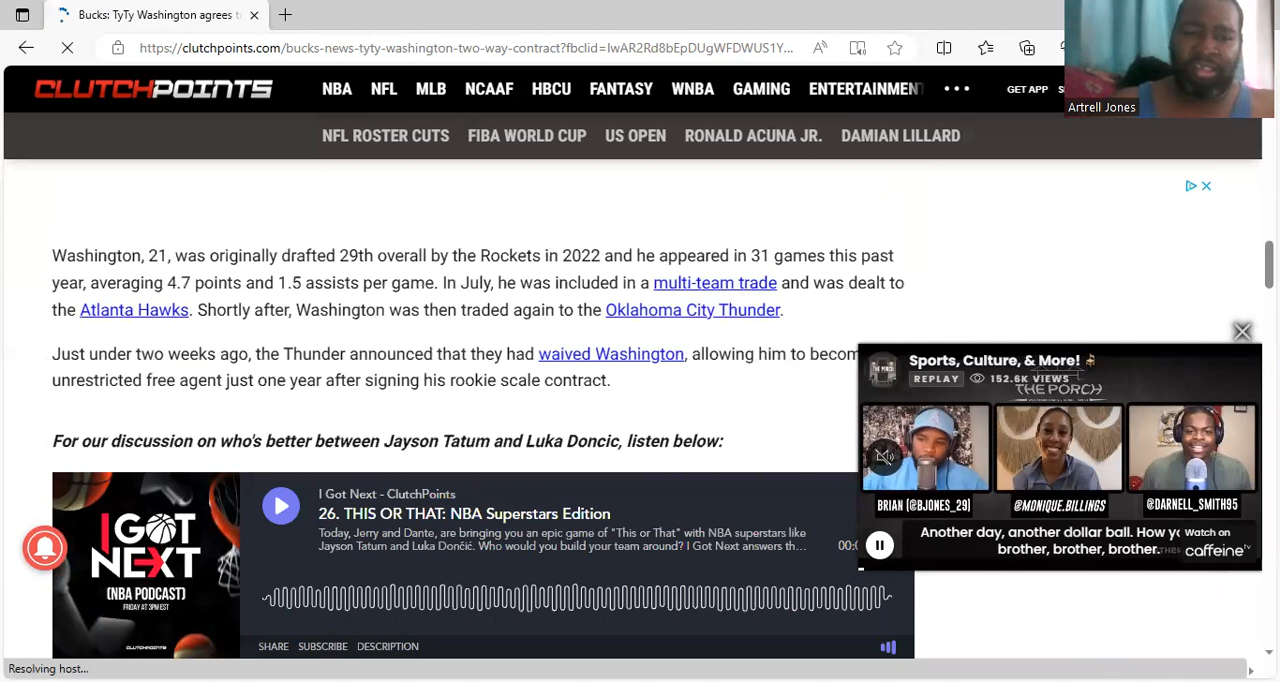 Bucks: TyTy Washington agrees t
https://clutchpoints.com/bucks-news-tyty-washington-two-way-contract?fbclid=IwAR2Rd8bEpDUgWFDWUS1Y...
Artrell Jones
CLUTCHPOINTS
NBA NFL MLB NCAAF HBCU FANTASY WNBA GAMING ENTERTAINMENT
GET APP
NFL ROSTER CUTS FIBA WORLD CUP US OPEN RONALD ACUNA JR. DAMIAN LILLARD
Washington, 21, was originally drafted 29th overall by the Rockets in 2022 and he appeared in 31 games this past
year, averaging 4.7 points and 1.5 assists per game. In July, he was included in a multi-team trade and was dealt to
the Atlanta Hawks. Shortly after, Washington was then traded again to the Oklahoma City Thunder.
Just under two weeks ago, the Thunder announced that they had waived Washington, allowing him to becom
unrestricted free agent just one year after signing his rookie scale contract.
For our discussion on who's better between Jayson Tatum and Luka Doncic, listen below:
Sports, Culture, & More!
REPLAY 152.6K VIEWS
THE PORCH
BRIAN (@BJONES_29) @MONIQUE.BILLINGS @DARNELL_SMITH95
Another day, another dollar ball. How y
brother, brother, brother.
Watch on
caffeine tv
I GOT
NEXT
(NBA PODCAST)
FRIDAY AT 3PM EST
CLUTCHPOINTS
I Got Next - ClutchPoints
26. THIS OR THAT: NBA Superstars Edition
Today, Jerry and Dante, are bringing you an epic game of "This or That" with NBA superstars like
Jayson Tatum and Luka Dončić. Who would you build your team around? I Got Next answers th...
00:0
SHARE SUBSCRIBE DESCRIPTION
Resolving host...